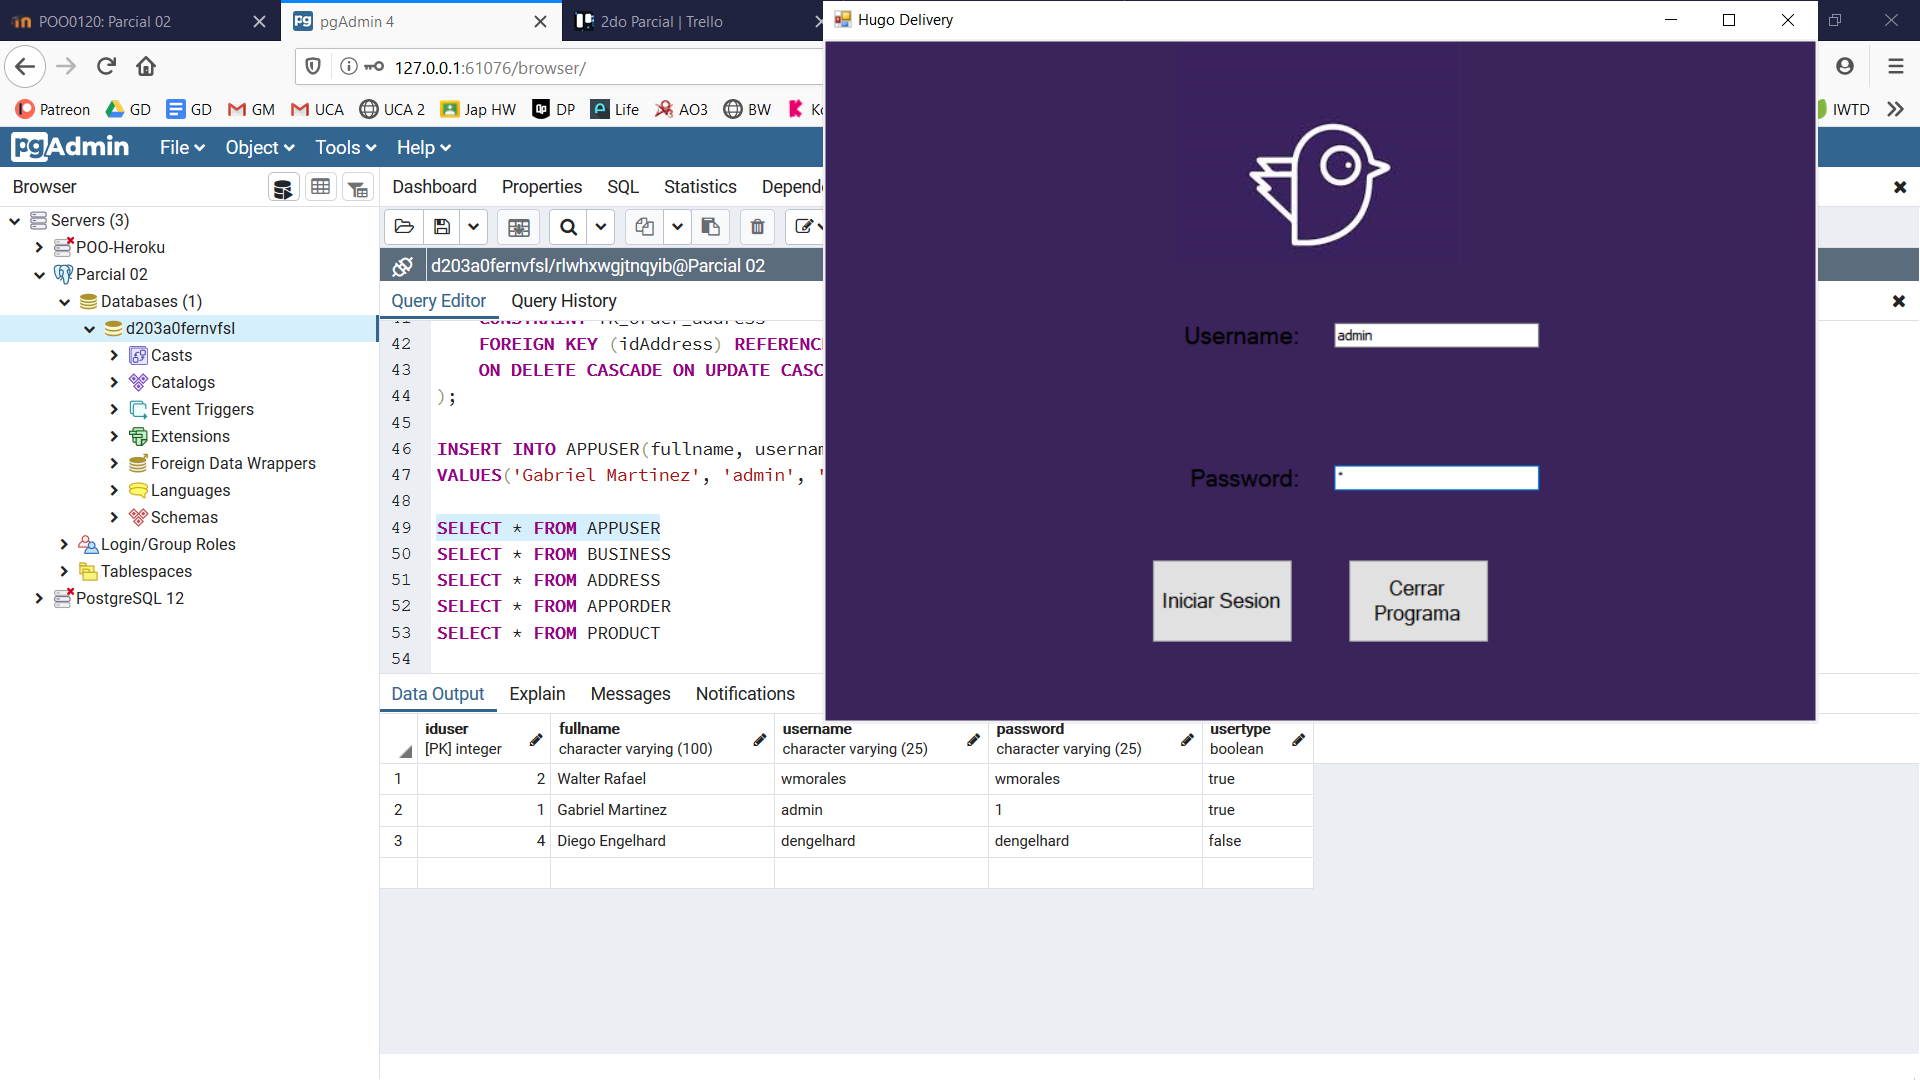 POO0120: Parcial 02
pgAdmin 4
2do Parcial | Trello
Hugo Delivery
127.0.0.1:61076/browser/
Patreon
GD
GD
GM
UCA
UCA 2
Jap HW
DP
Life
AO3
BW
IWTD
pgAdmin
File
Object
Tools
Help
Browser
Dashboard
Properties
SQL
Statistics
Servers (3)
POO-Heroku
Parcial 02
Databases (1)
d203a0fernvfsl
Casts
Catalogs
Event Triggers
Extensions
Foreign Data Wrappers
Languages
Schemas
Login/Group Roles
Tablespaces
PostgreSQL 12
d203a0fernvfsl/rlwhxwgjtnqyib@Parcial 02
Query Editor
Query History
42 FOREIGN KEY (idAddress)
43 ON DELETE CASCADE ON UPDATE
44 );
45
46 INSERT INTO APPUSER(fullname,
47 VALUES('Gabriel Martinez', 'admin', '
48
49 SELECT * FROM APPUSER
50 SELECT * FROM BUSINESS
51 SELECT * FROM ADDRESS
52 SELECT * FROM APPORDER
53 SELECT * FROM PRODUCT
54
Username: admin
Password: *
Iniciar Sesion
Cerrar
Programa
Data Output
Explain
Messages
Notifications
iduser
[PK] integer
fullname
character varying (100)
username
character varying (25)
password
character varying (25)
usertype
boolean
1 2 Walter Rafael wmorales wmorales true
2 1 Gabriel Martinez admin 1 true
3 4 Diego Engelhard dengelhard dengelhard false